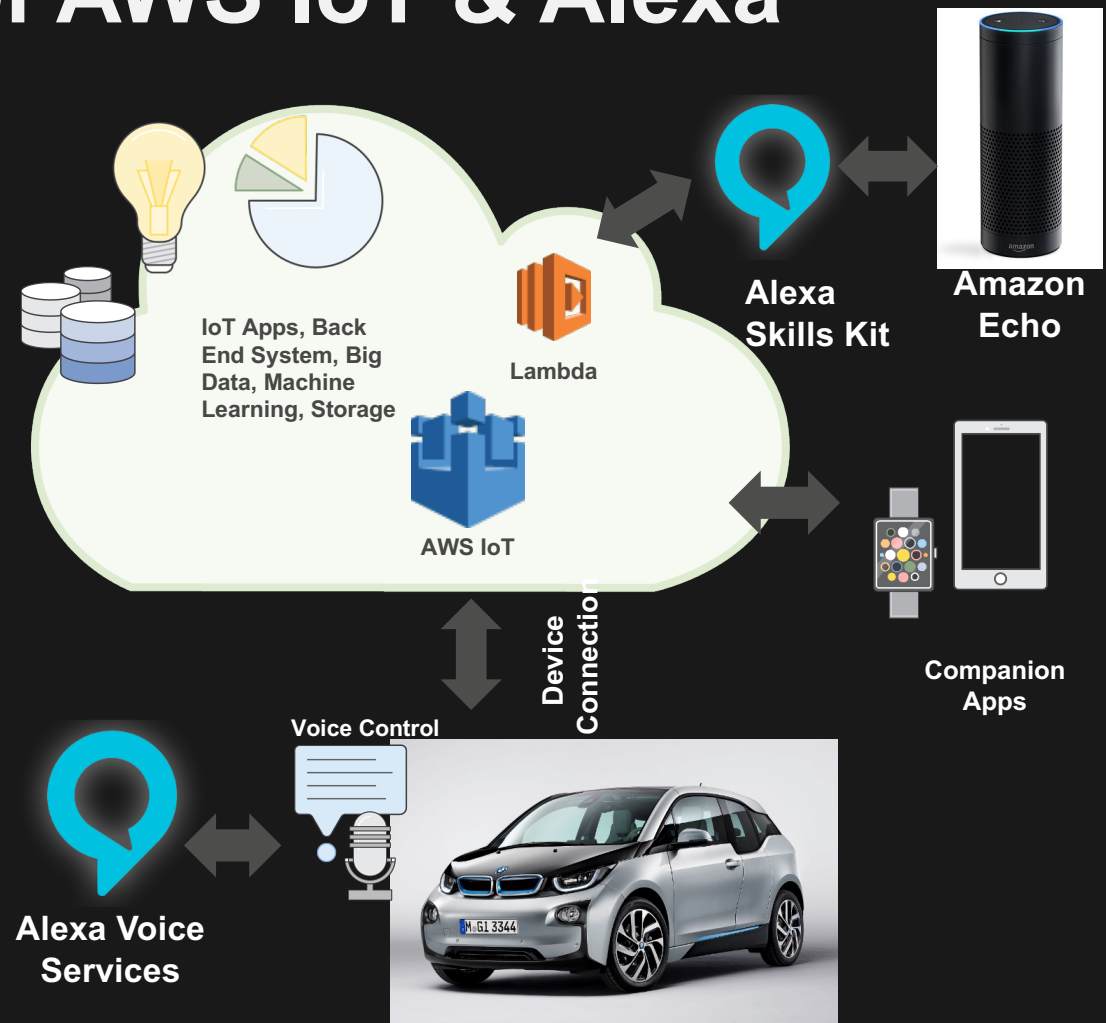 AWS IoT & Alexa
amazon
Alexa
Skills Kit
Amazon
Echo
IoT Apps, Back
End System, Big
Data, Machine
Learning, Storage
Lambda
AWS IoT
Device
Connection
Companion
Apps
Voice Control
M GI 3344
Alexa Voice
Services